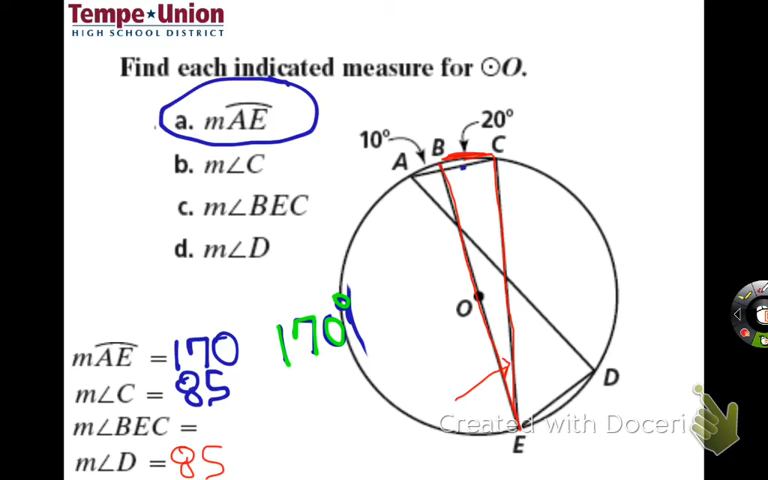 Tempe★Union
HIGH SCHOOL DISTRICT
Find each indicated measure for ⊙O.
a. mAE
b. m∠C
c. m∠BEC
d. m∠D
10°
20°
A
B
C
O
D
E
170°
mAE = 170
m∠C = 85
m∠BEC =
m∠D = 85
Created with Doceri